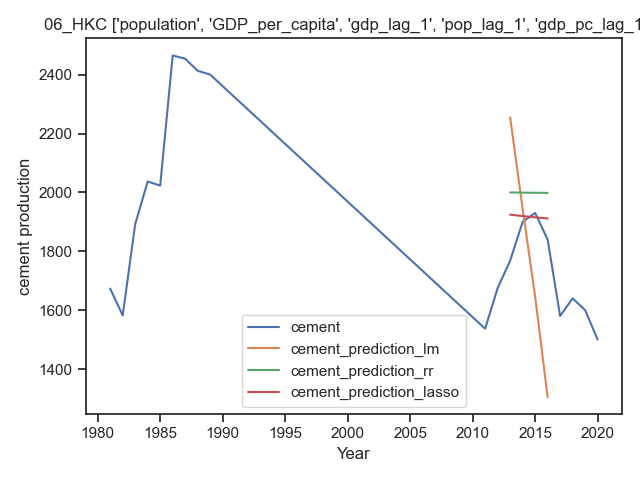 06_HKC ['population', 'GDP_per_capita', 'gdp_lag_1', 'pop_lag_1', 'gdp_pc_lag_1
2400
2200
2000
1800
1600
1400
cement production
cement
cement_prediction_lm
cement_prediction_rr
cement_prediction_lasso
1980 1985 1990 1995 2000 2005 2010 2015 2020
Year